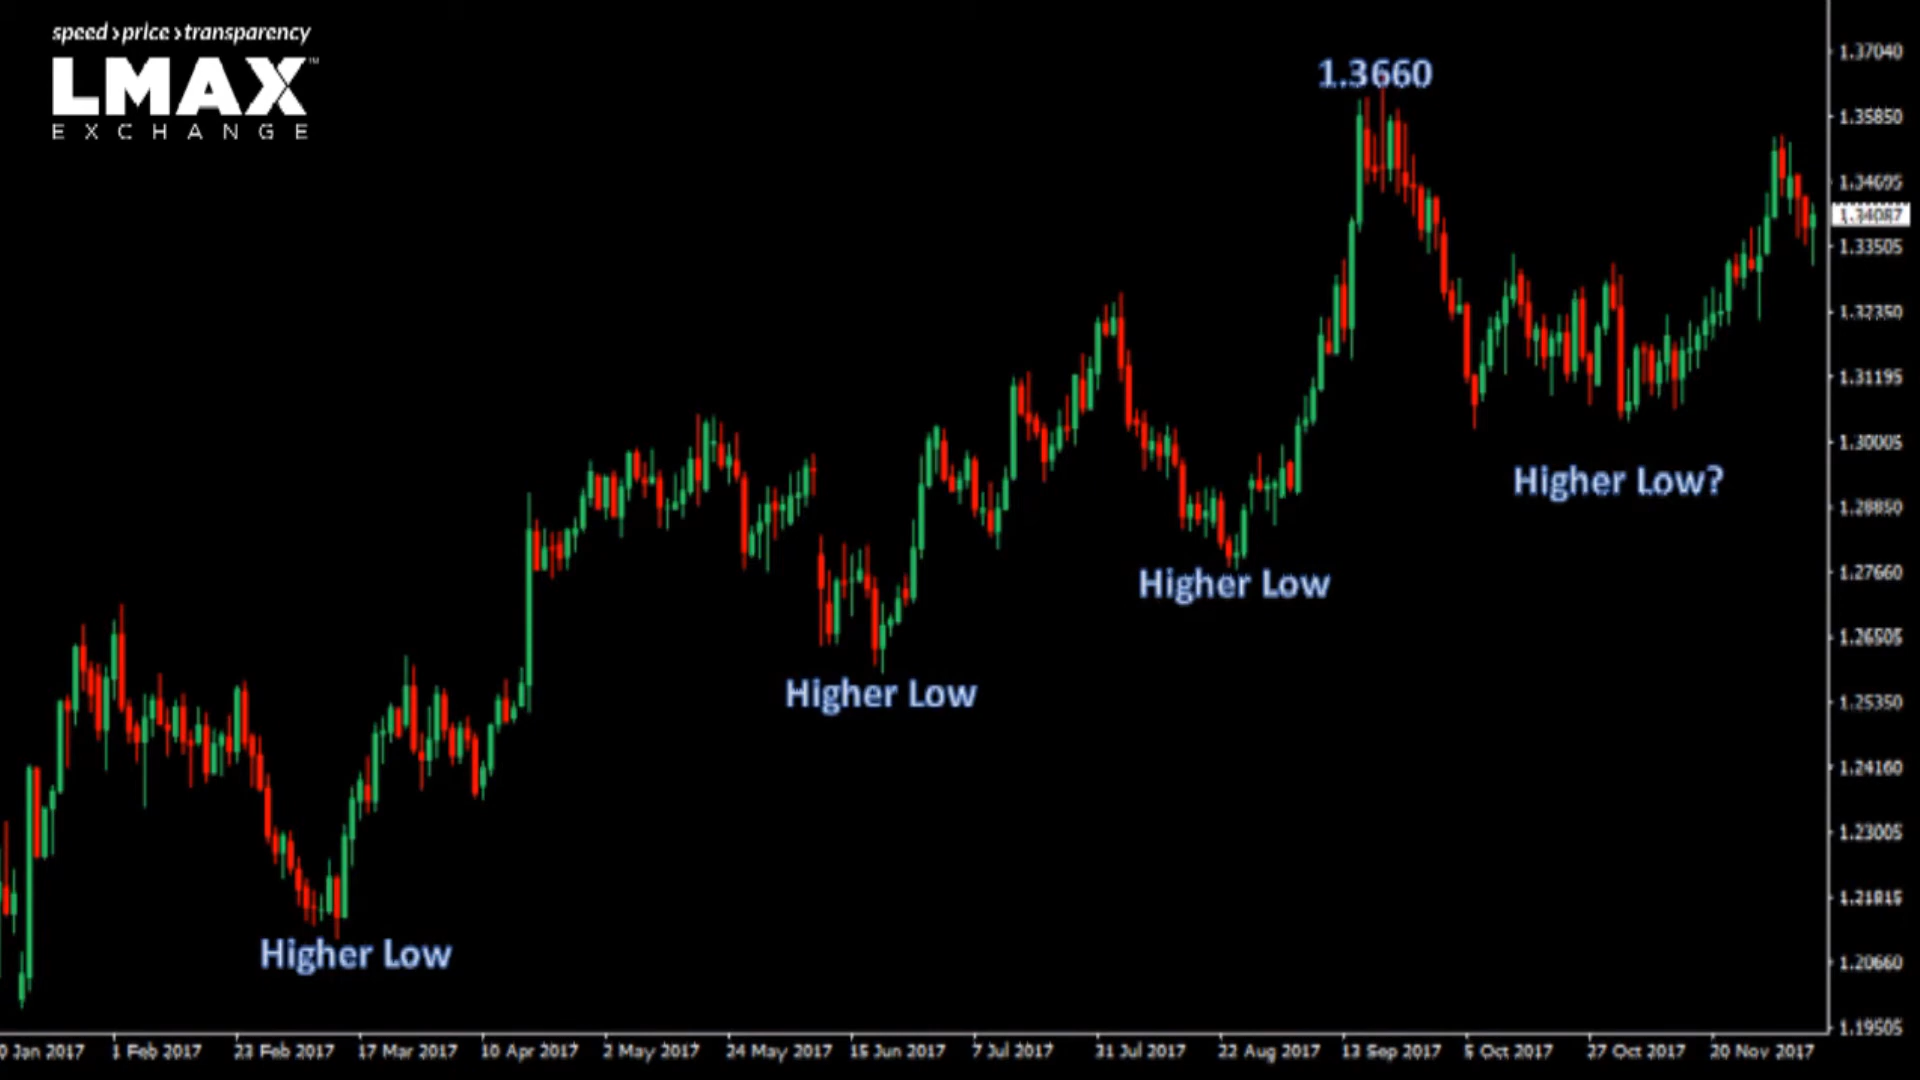 speed›price›transparency
LMAX™
EXCHANGE
1.3660
Higher Low?
Higher Low
Higher Low
Higher Low
1.37040
1.35850
1.34695
1.34087
1.33505
1.32350
1.31195
1.30005
1.28850
1.27660
1.26505
1.25350
1.24160
1.23005
1.21815
1.20660
1.19505
0 Jan 2017 1 Feb 2017 23 Feb 2017 17 Mar 2017 10 Apr 2017 2 May 2017 24 May 2017 15 Jun 2017 7 Jul 2017 31 Jul 2017 22 Aug 2017 13 Sep 2017 5 Oct 2017 27 Oct 2017 20 Nov 2017